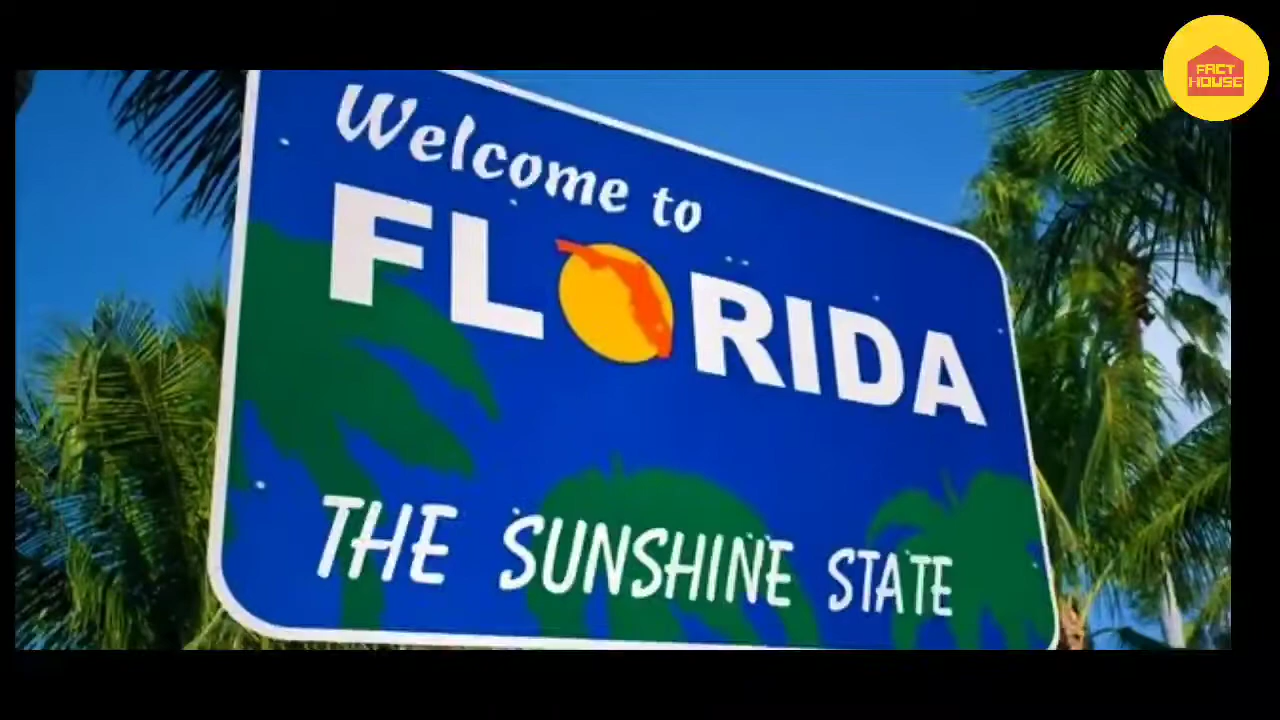 FACT
HOUSE
Welcome to
FLORIDA
THE SUNSHINE STATE